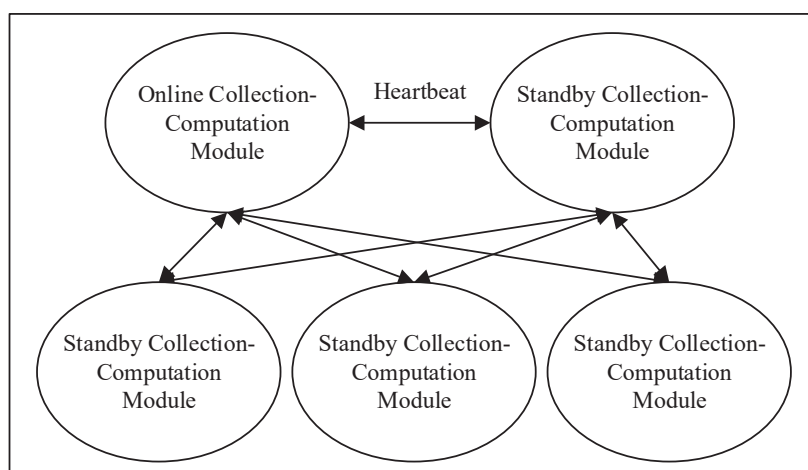 Online Collection-
Computation
Module
Heartbeat
Standby Collection-
Computation
Module
Standby Collection-
Computation
Module
Standby Collection-
Computation
Module
Standby Collection-
Computation
Module